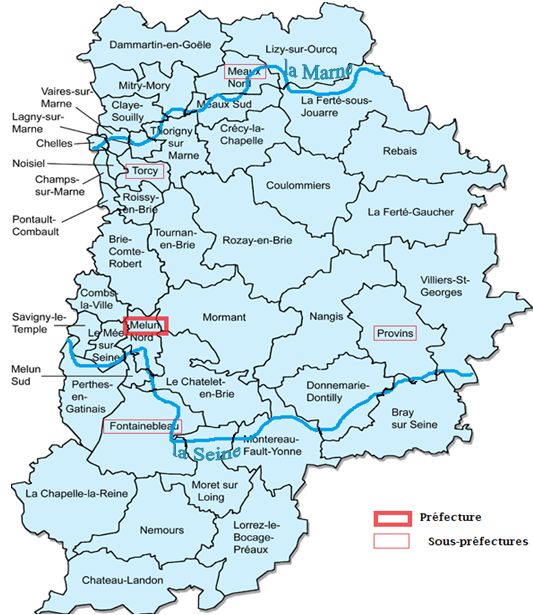 Dammartin-en-Goële
Lizy-sur-Ourcq
Mitry-Mory
Meaux
Nord
la Marne
Vaires-sur-
Marne
Claye-
Souilly
Meaux Sud
La Ferté-sous-
Jouarre
Lagny-sur-
Marne
Thorigny
sur
Marne
Crécy-la-
Chapelle
Chelles
Rebais
Noisiel
Torcy
Champs-
sur-Marne
Roissy-
en-Brie
Coulommiers
Pontault-
Combault
La Ferté-Gaucher
Brie-
Comte-
Robert
Tournan-
en-Brie
Rozay-en-Brie
Villiers-St-
Georges
Combs-
la-Ville
Savigny-le-
Temple
Le Mée
sur-
Seine
Melun
Nord
Mormant
Nangis
Provins
Melun
Sud
Perthes-
en-
Gatinais
Le Chatelet-
en-Brie
Donnemarie-
Dontilly
Bray
sur Seine
Fontainebleau
la Seine
Montereau-
Fault-Yonne
La Chapelle-la-Reine
Moret sur
Loing
Nemours
Lorrez-le-
Bocage-
Préaux
Chateau-Landon
Préfecture
Sous-préfectures